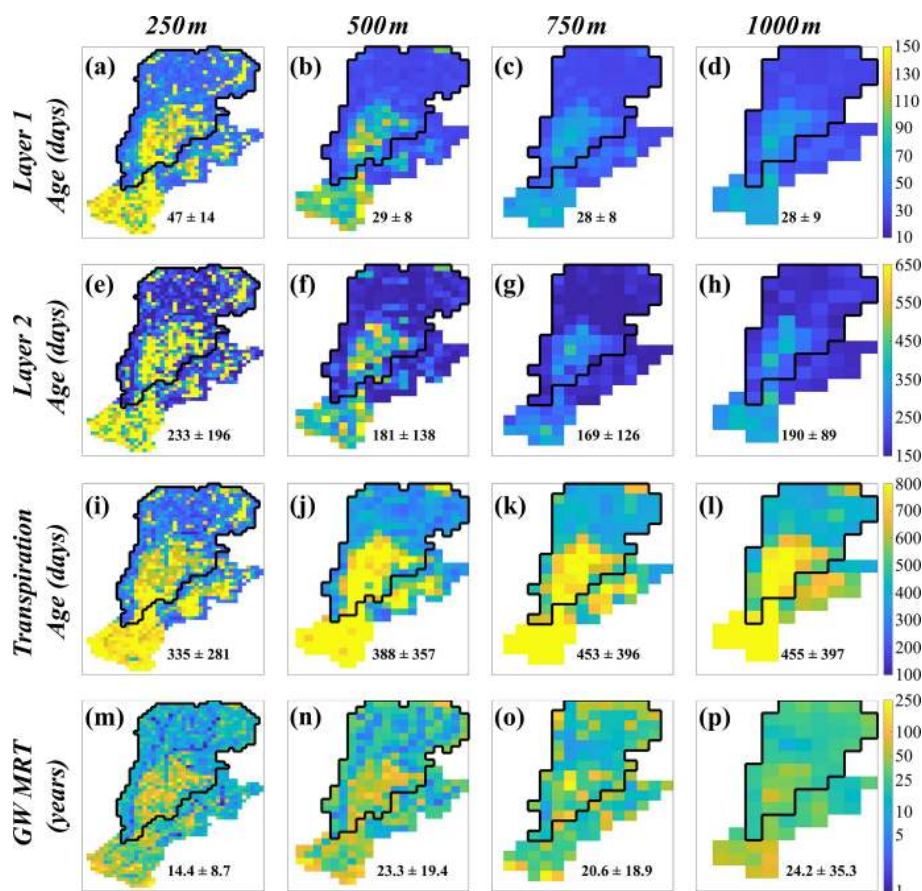 250 m 500 m 750 m 1000 m
Layer 1
Age (days)
(a) (b) (c) (d)
47 ± 14 29 ± 8 28 ± 8 28 ± 9
150
130
110
90
70
50
30
10
Layer 2
Age (days)
(e) (f) (g) (h)
233 ± 196 181 ± 138 169 ± 126 190 ± 89
650
550
450
350
250
150
Transpiration
Age (days)
(i) (j) (k) (l)
335 ± 281 388 ± 357 453 ± 396 455 ± 397
800
700
600
500
400
300
200
100
GW MRT
(years)
(m) (n) (o) (p)
14.4 ± 8.7 23.3 ± 19.4 20.6 ± 18.9 24.2 ± 35.3
250
100
50
25
5
1